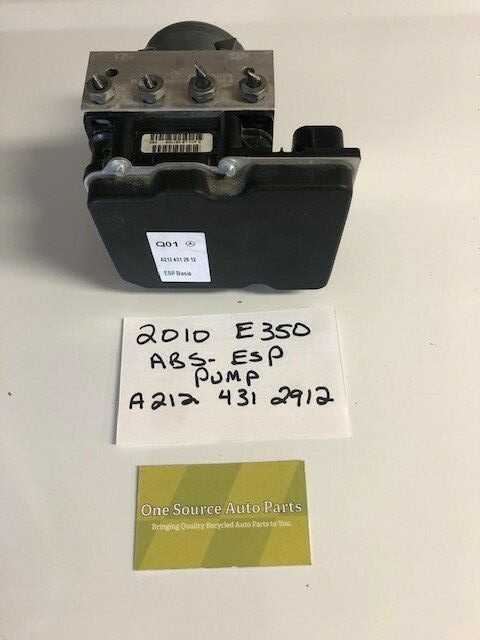 Q01
A212 431 29 12
ESP Basis
2010 E350
ABS- ESP
PUMP
A212 431 2912
One Source Auto Parts
Bringing Quality Recycled Auto Parts to You.